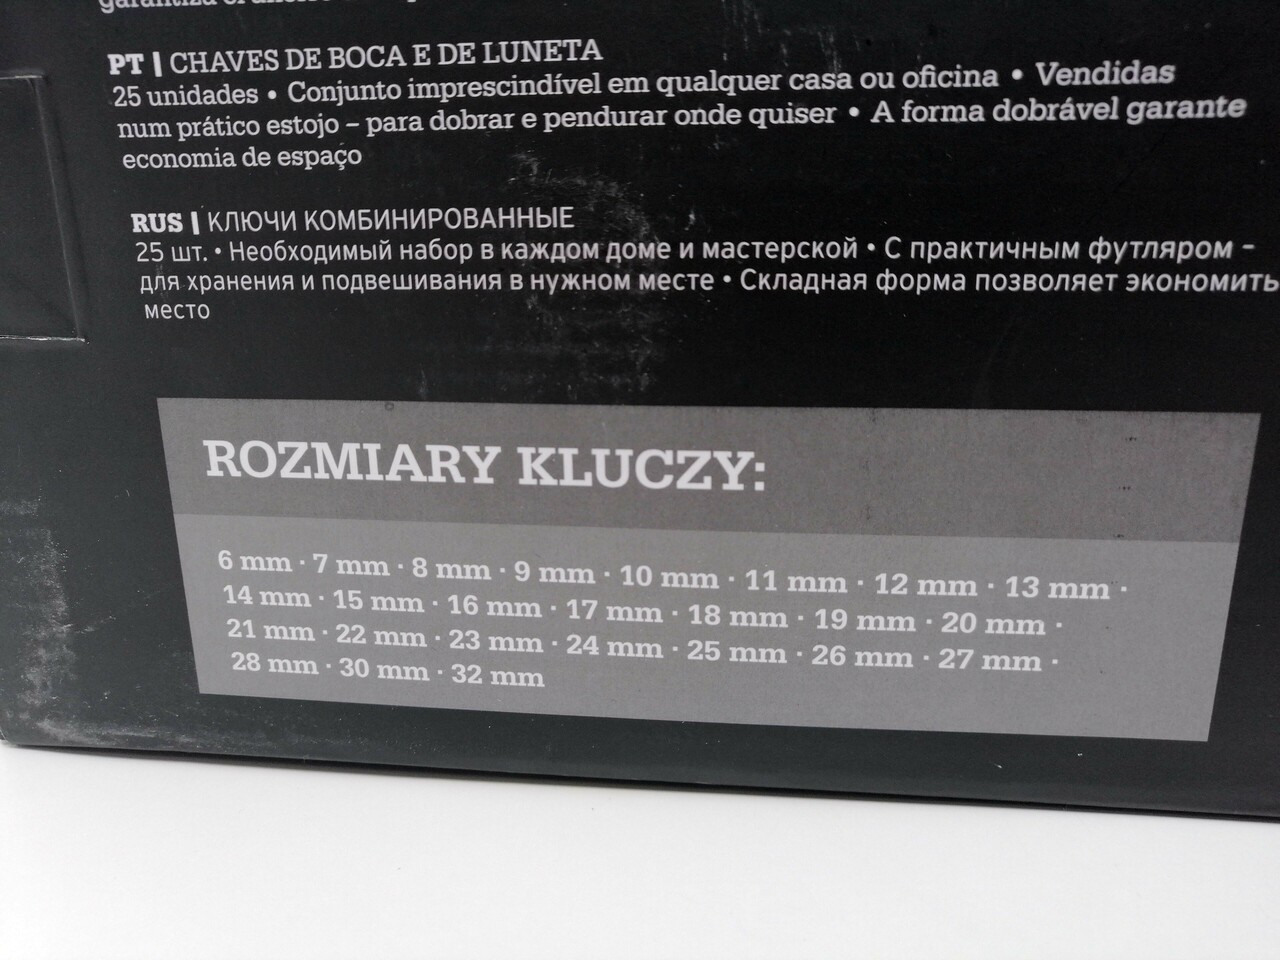 PT | CHAVES DE BOCA E DE LUNETA
25 unidades • Conjunto imprescindível em qualquer casa ou oficina • Vendidas
num prático estojo – para dobrar e pendurar onde quiser • A forma dobrável garante
economia de espaço
RUS | КЛЮЧИ КОМБИНИРОВАННЫЕ
25 шт. • Необходимый набор в каждом доме и мастерской • С практичным футляром –
для хранения и подвешивания в нужном месте • Складная форма позволяет экономить
место
ROZMIARY KLUCZY:
6 mm · 7 mm · 8 mm · 9 mm · 10 mm · 11 mm · 12 mm · 13 mm ·
14 mm · 15 mm · 16 mm · 17 mm · 18 mm · 19 mm · 20 mm ·
21 mm · 22 mm · 23 mm · 24 mm · 25 mm · 26 mm · 27 mm ·
28 mm · 30 mm · 32 mm